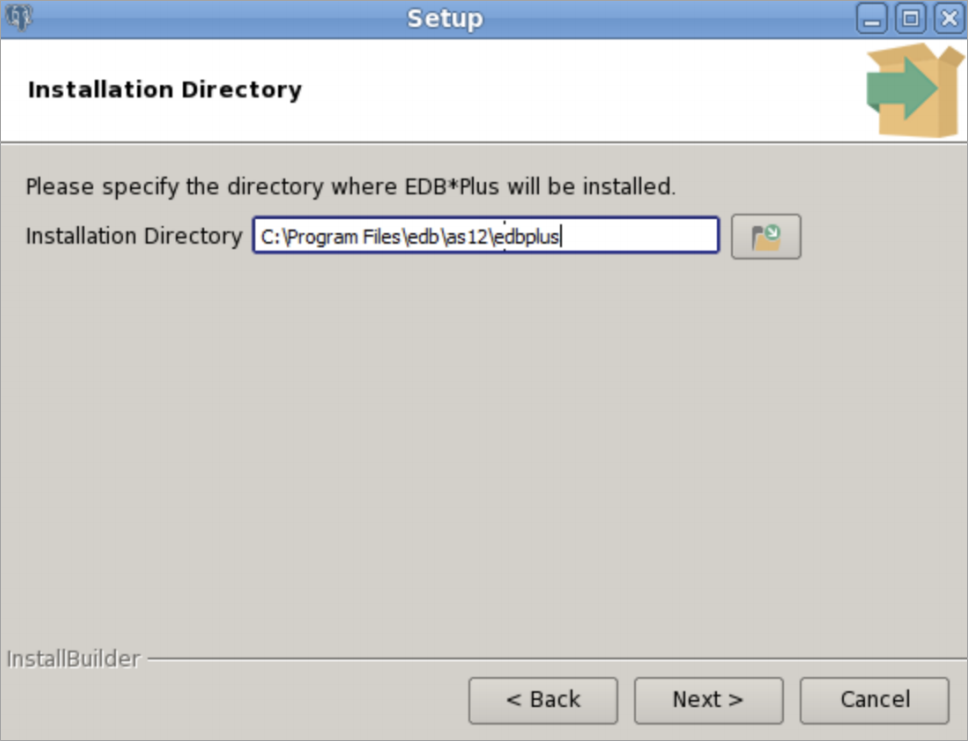 Setup
Installation Directory
Please specify the directory where EDB*Plus will be installed.
Installation Directory C:\Program Files\edb\as12\edbplus
InstallBuilder
< Back Next > Cancel